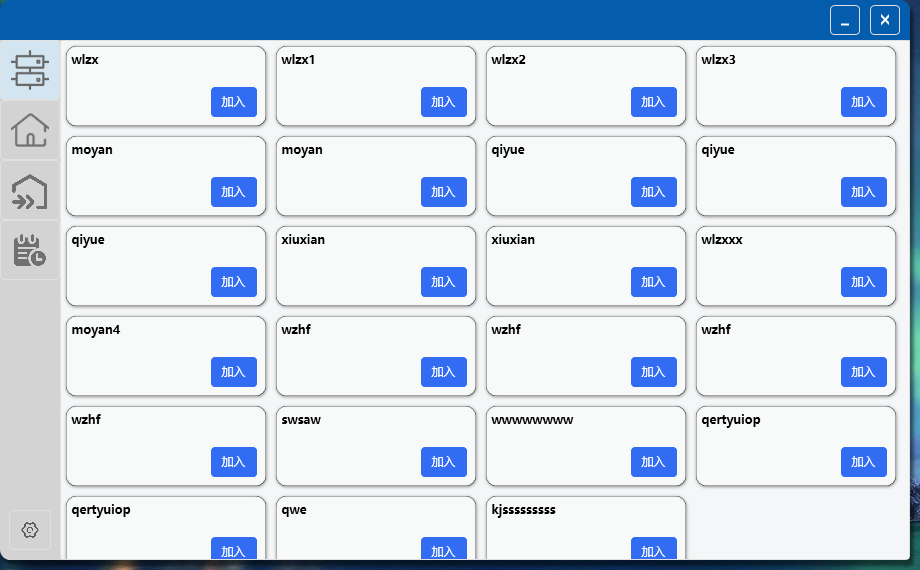 wlzx
wlzx1
wlzx2
wlzx3
加入
加入
加入
加入
moyan
moyan
qiyue
qiyue
加入
加入
加入
加入
qiyue
xiuxian
xiuxian
wlzxxx
加入
加入
加入
加入
moyan4
wzhf
wzhf
wzhf
加入
加入
加入
加入
wzhf
swsaw
wwwwwwww
qertyuiop
加入
加入
加入
加入
qertyuiop
qwe
kjsssssssss
加入
加入
加入